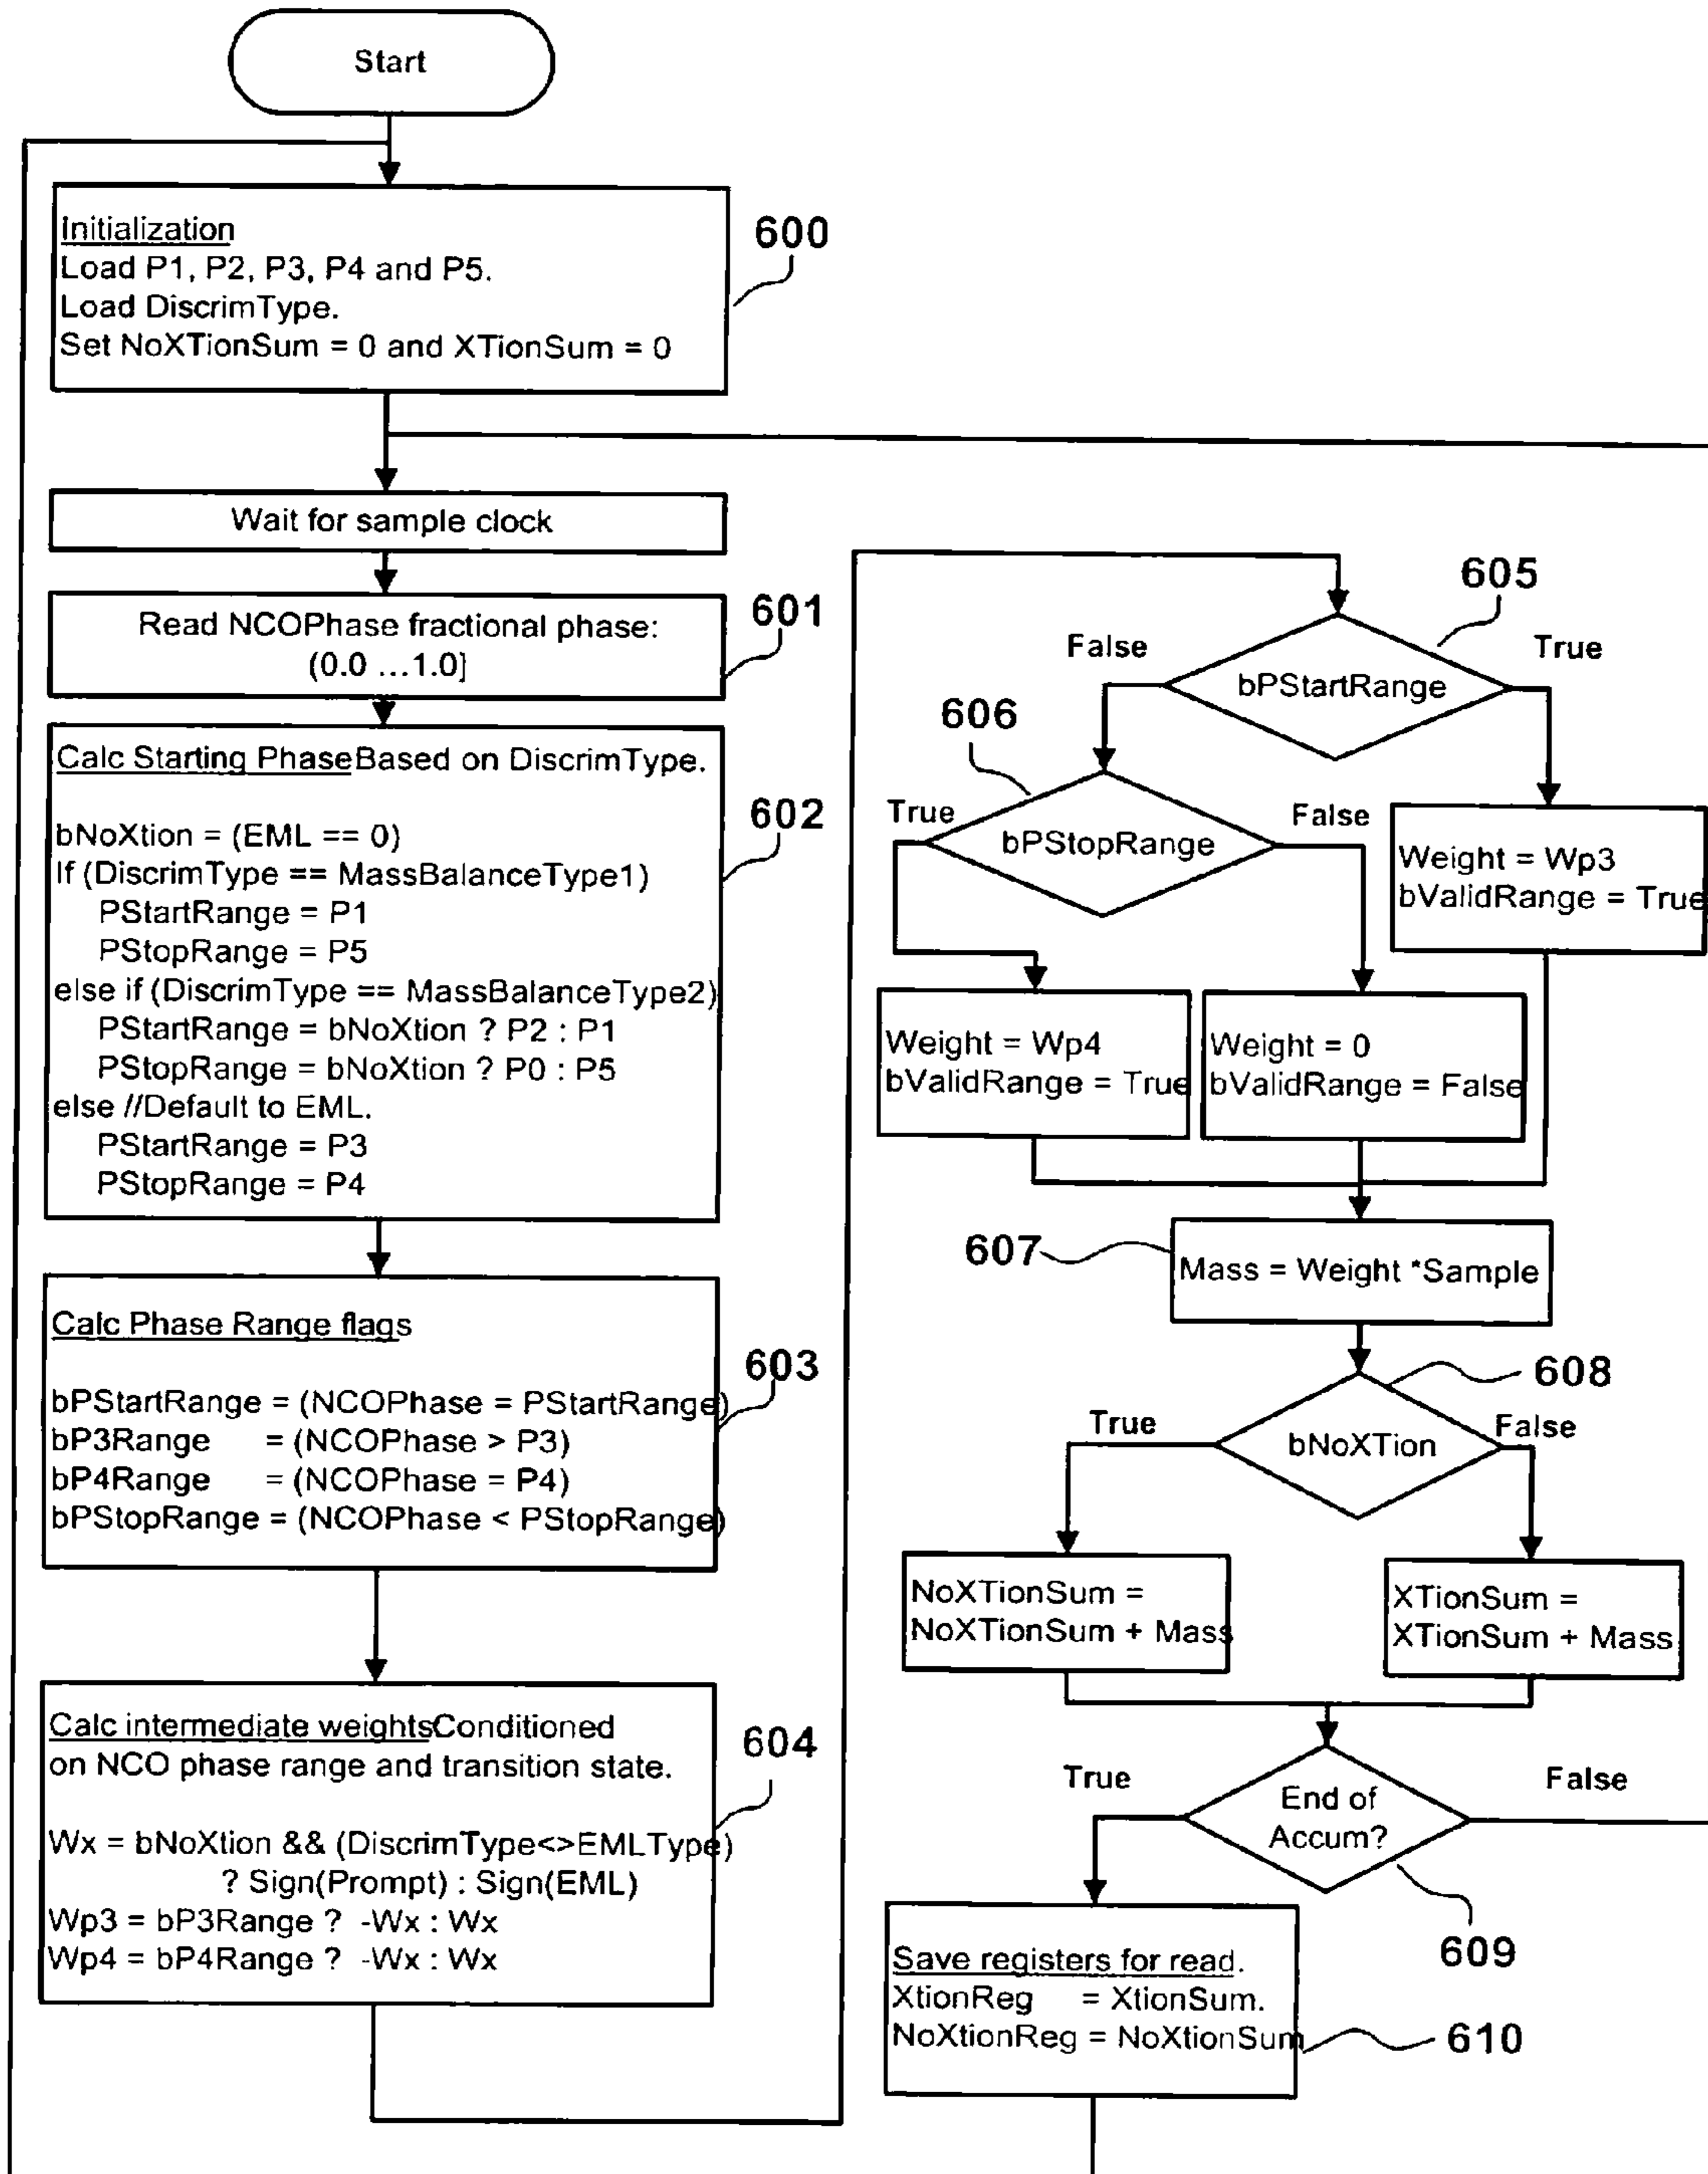 Start
Initialization
Load P1, P2, P3, P4 and P5.
Load DiscrimType.
Set NoXTionSum = 0 and XTionSum = 0
600
Wait for sample clock
Read NCOPhase fractional phase:
(0.0 ...1.0]
601
Calc Starting PhaseBased on DiscrimType.
bNoXtion = (EML == 0)
If (DiscrimType == MassBalanceType1)
PStartRange = P1
PStopRange = P5
else if (DiscrimType == MassBalanceType2)
PStartRange = bNoXtion ? P2 : P1
PStopRange = bNoXtion ? P0 : P5
else //Default to EML.
PStartRange = P3
PStopRange = P4
602
Calc Phase Range flags
bPStartRange = (NCOPhase = PStartRange)
bP3Range = (NCOPhase > P3)
bP4Range = (NCOPhase = P4)
bPStopRange = (NCOPhase < PStopRange)
603
Calc intermediate weightsConditioned
on NCO phase range and transition state.
Wx = bNoXtion && (DiscrimType<>EMLType)
? Sign(Prompt) : Sign(EML)
Wp3 = bP3Range ? -Wx : Wx
Wp4 = bP4Range ? -Wx : Wx
604
605
False
True
bPStartRange
606
True
False
bPStopRange
Weight = Wp3
bValidRange = True
Weight = Wp4
bValidRange = True
Weight = 0
bValidRange = False
607
Mass = Weight *Sample
608
True
False
bNoXTion
NoXTionSum =
NoXTionSum + Mass
XTionSum =
XTionSum + Mass
True
False
End of
Accum?
609
Save registers for read.
XtionReg = XtionSum.
NoXtionReg = NoXtionSum
610